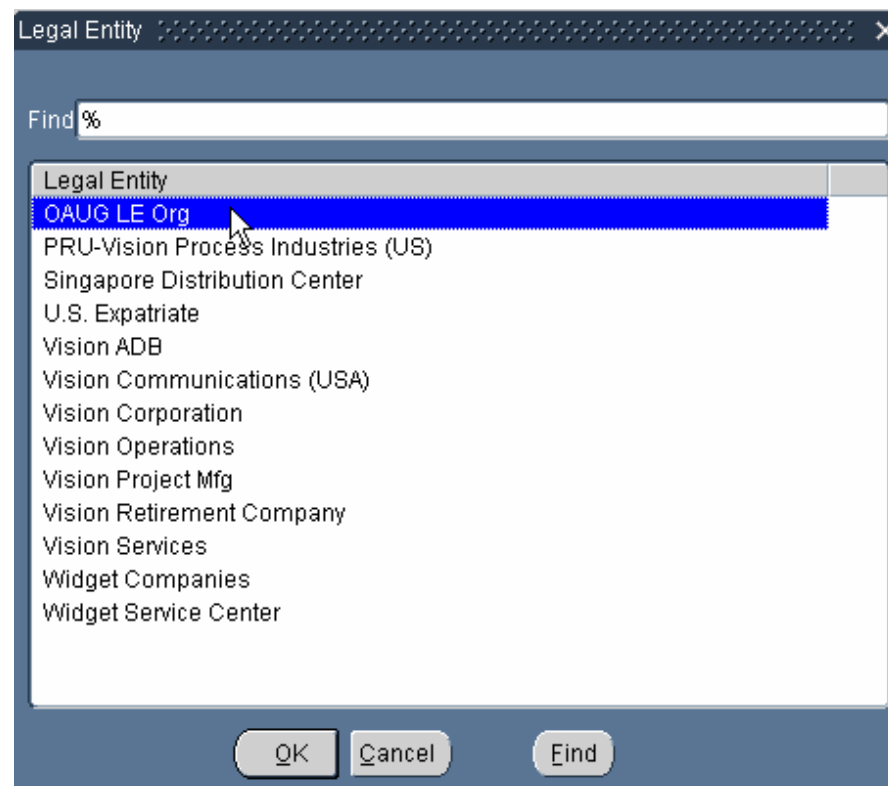 Legal Entity
Find %
Legal Entity
OAUG LE Org
PRU-Vision Process Industries (US)
Singapore Distribution Center
U.S. Expatriate
Vision ADB
Vision Communications (USA)
Vision Corporation
Vision Operations
Vision Project Mfg
Vision Retirement Company
Vision Services
Widget Companies
Widget Service Center
OK Cancel Find